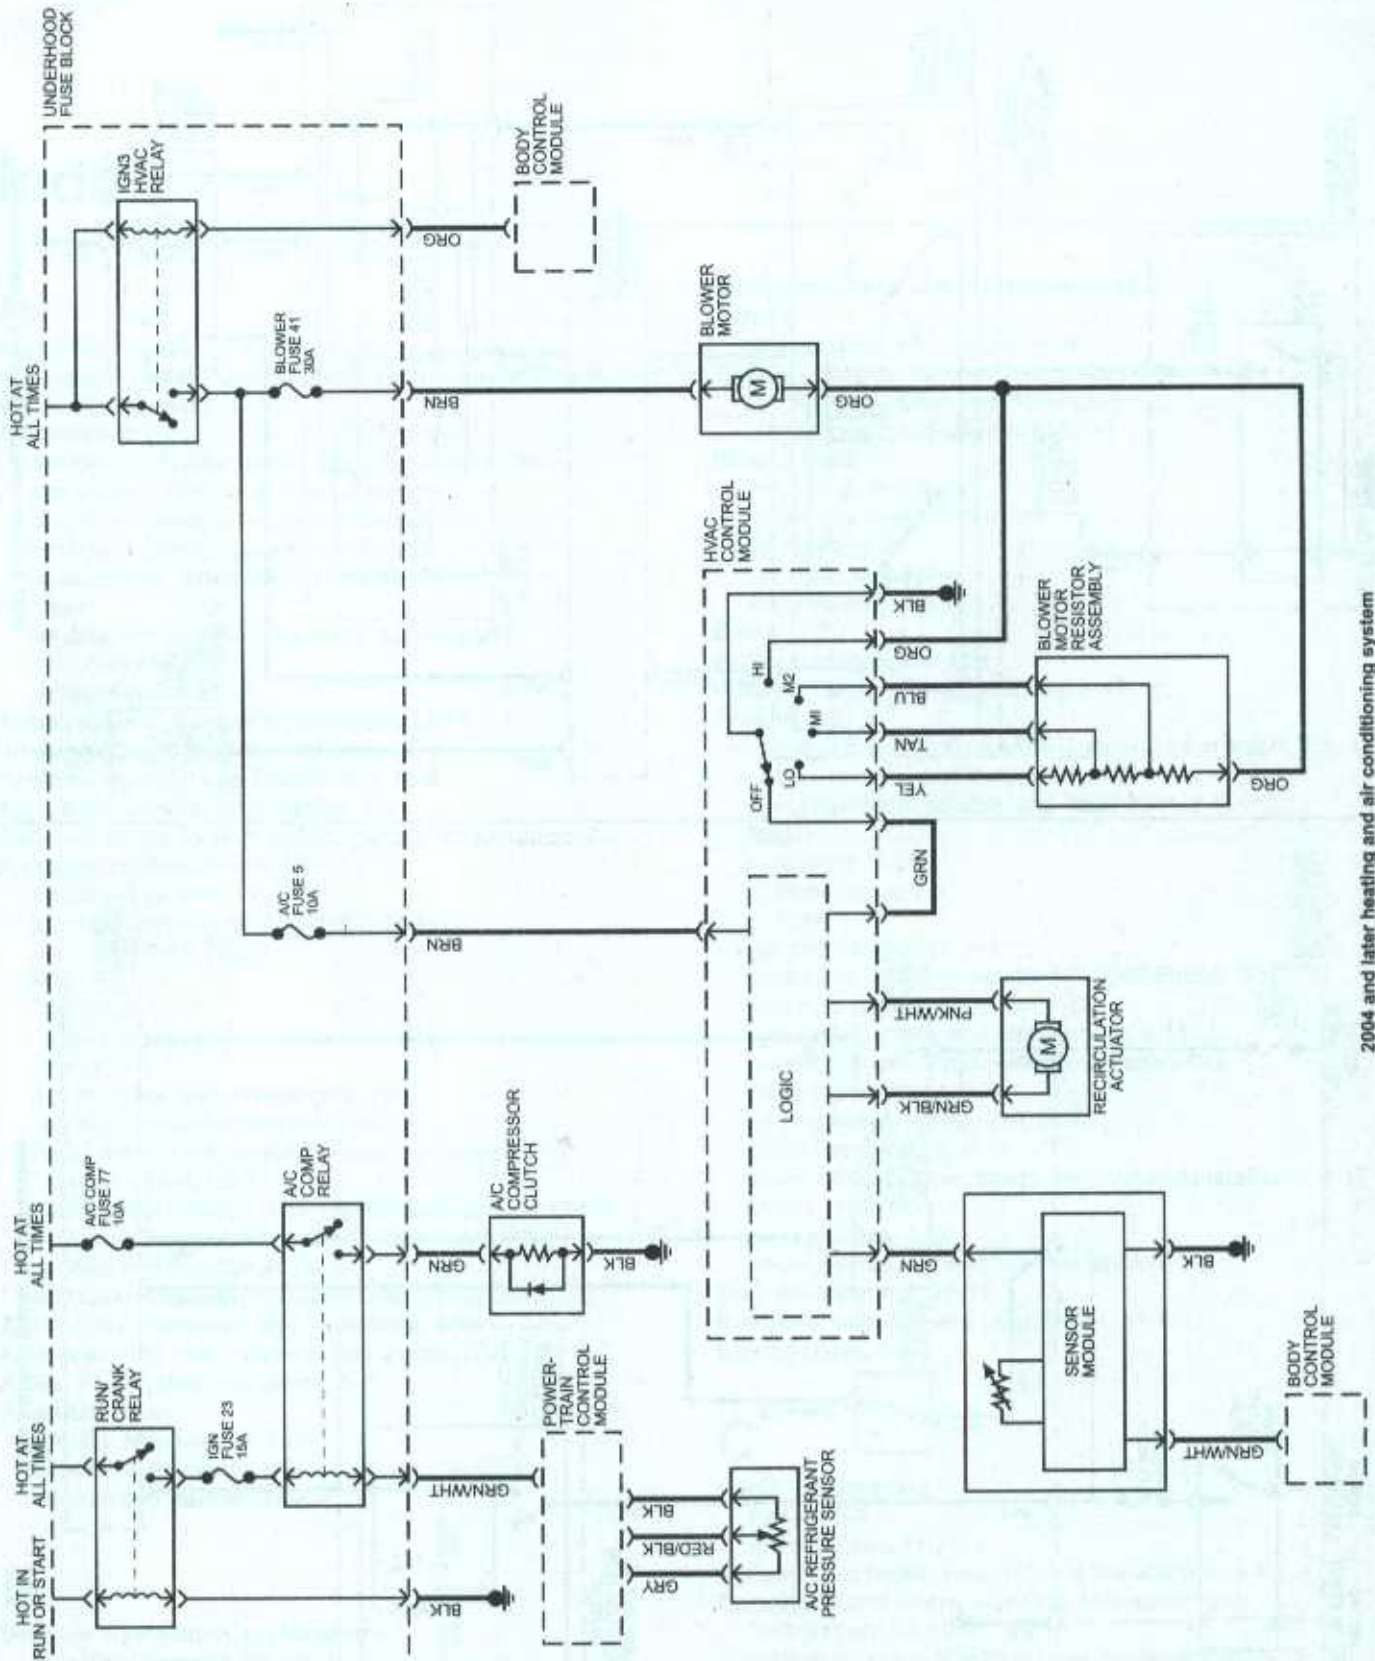 HOT IN
RUN OR START
HOT AT
ALL TIMES
HOT AT
ALL TIMES
HOT AT
ALL TIMES
UNDERHOOD
FUSE BLOCK
RUN/
CRANK
RELAY
IGN
FUSE 23
15A
A/C COMP
FUSE 77
10A
A/C
COMP
RELAY
A/C
FUSE 5
10A
BLOWER
FUSE 41
30A
IGN3
HVAC
RELAY
BLK
GRN/WHT
GRN
BRN
BRN
ORG
POWER-
TRAIN
CONTROL
MODULE
A/C
COMPRESSOR
CLUTCH
BLK
BODY
CONTROL
MODULE
GRY
RED/BLK
BLK
A/C REFRIGERANT
PRESSURE SENSOR
HVAC
CONTROL
MODULE
LOGIC
OFF
LO
MI
M2
HI
BLOWER
MOTOR
M
ORG
GRN
GRN/BLK
PNK/WHT
GRN
YEL
TAN
BLU
ORG
BLK
SENSOR
MODULE
BLK
GRN/WHT
BODY
CONTROL
MODULE
M
RECIRCULATION
ACTUATOR
BLOWER
MOTOR
RESISTOR
ASSEMBLY
ORG
2004 and later heating and air conditioning system